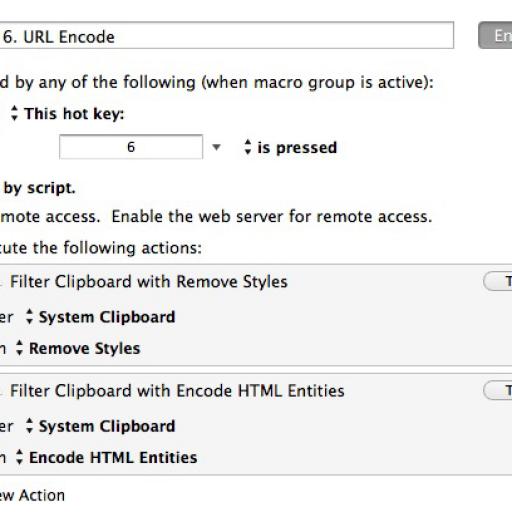 6. URL Encode
En
d by any of the following (when macro group is active):
This hot key:
6
is pressed
by script.
mote access.  Enable the web server for remote access.
cute the following actions:
Filter Clipboard with Remove Styles
T
er System Clipboard
n Remove Styles
Filter Clipboard with Encode HTML Entities
T
er System Clipboard
n Encode HTML Entities
ew Action